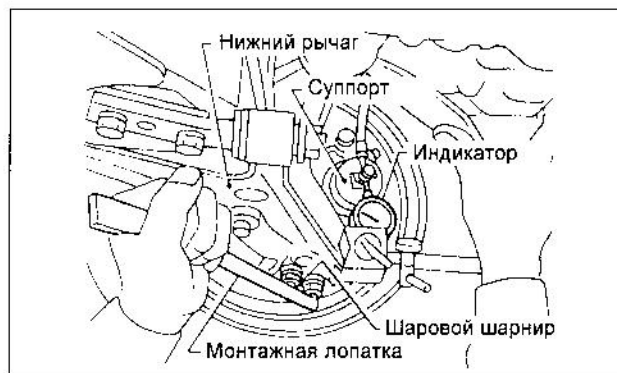 Нижний рычаг
Суппорт
Индикатор
Шаровой шарнир
Монтажная лопатка